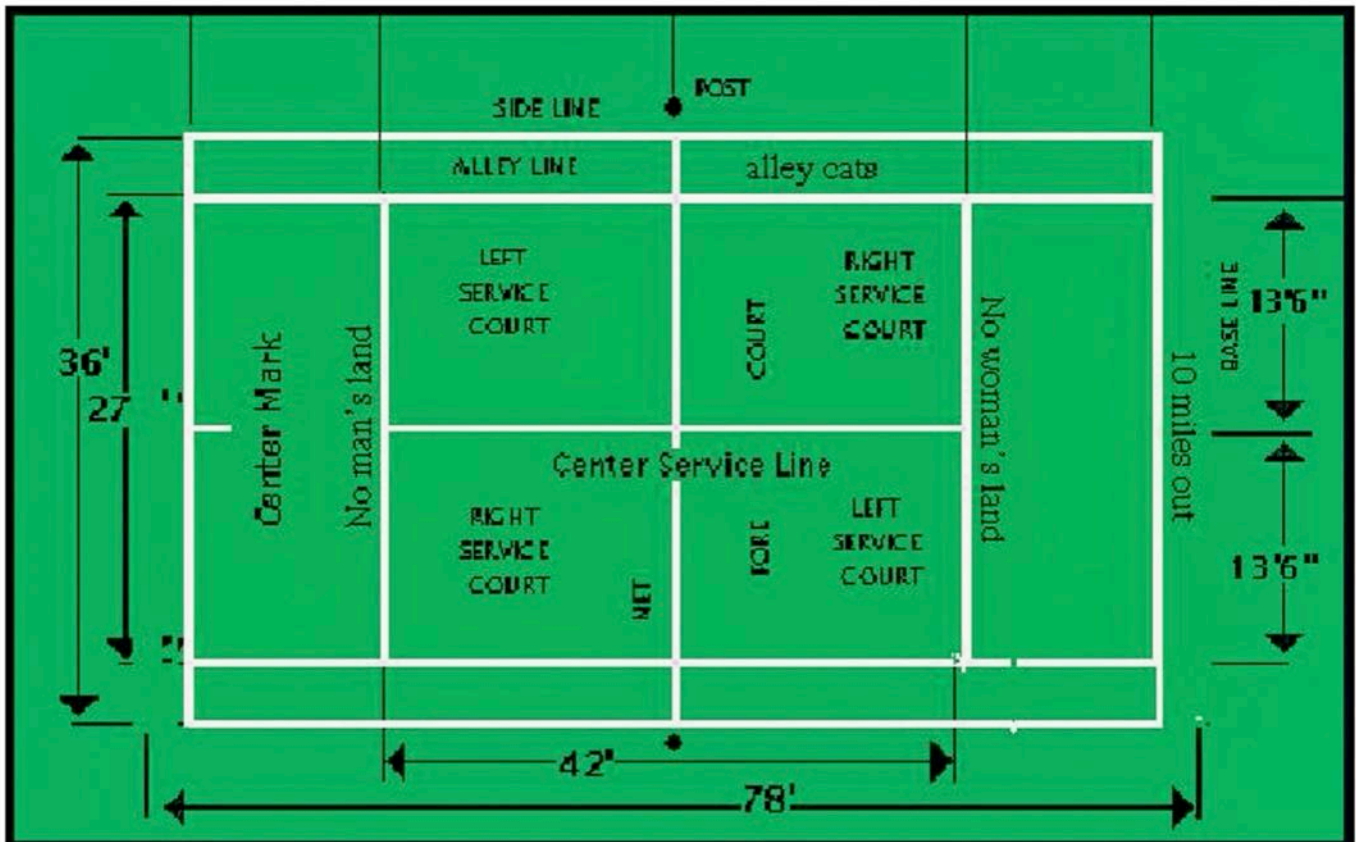 POST
SIDE LINE
ALLEY LINE
alley cats
LEFT
SERVICE
COURT
RIGHT
SERVICE
COURT
COURT
BASE LINE
13'6"
36'
27'
Center Mark
No man's land
No woman's land
10 miles out
Center Service Line
RIGHT
SERVICE
COURT
NET
FORE
LEFT
SERVICE
COURT
13'6"
42'
78'